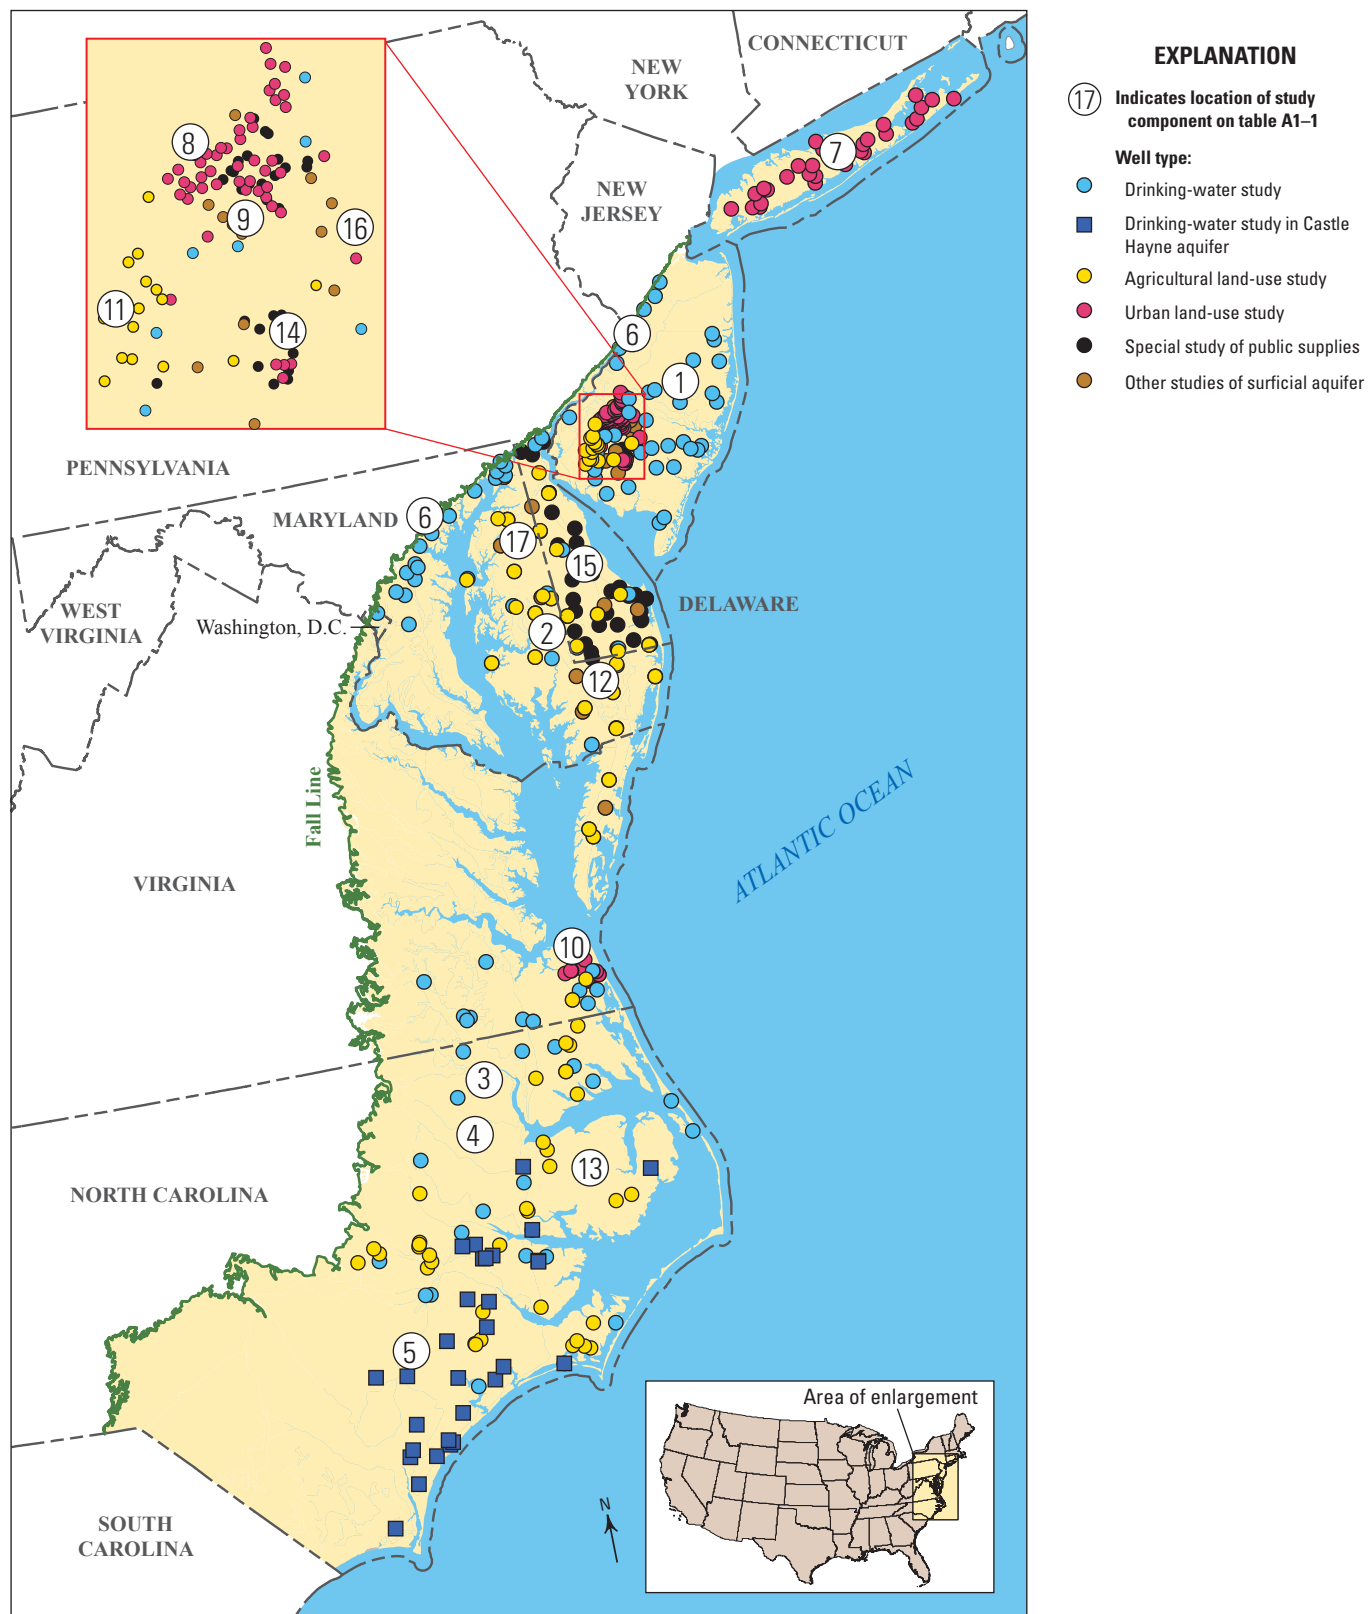 CONNECTICUT
NEW
YORK
NEW
JERSEY
PENNSYLVANIA
MARYLAND
WEST
VIRGINIA
Washington, D.C.
DELAWARE
Fall Line
VIRGINIA
ATLANTIC OCEAN
NORTH CAROLINA
SOUTH
CAROLINA
8
9
16
11
14
7
6
1
6
17
15
2
12
10
3
4
13
5
N
Area of enlargement
EXPLANATION
17 Indicates location of study
component on table A1–1
Well type:
Drinking-water study
Drinking-water study in Castle
Hayne aquifer
Agricultural land-use study
Urban land-use study
Special study of public supplies
Other studies of surficial aquifer